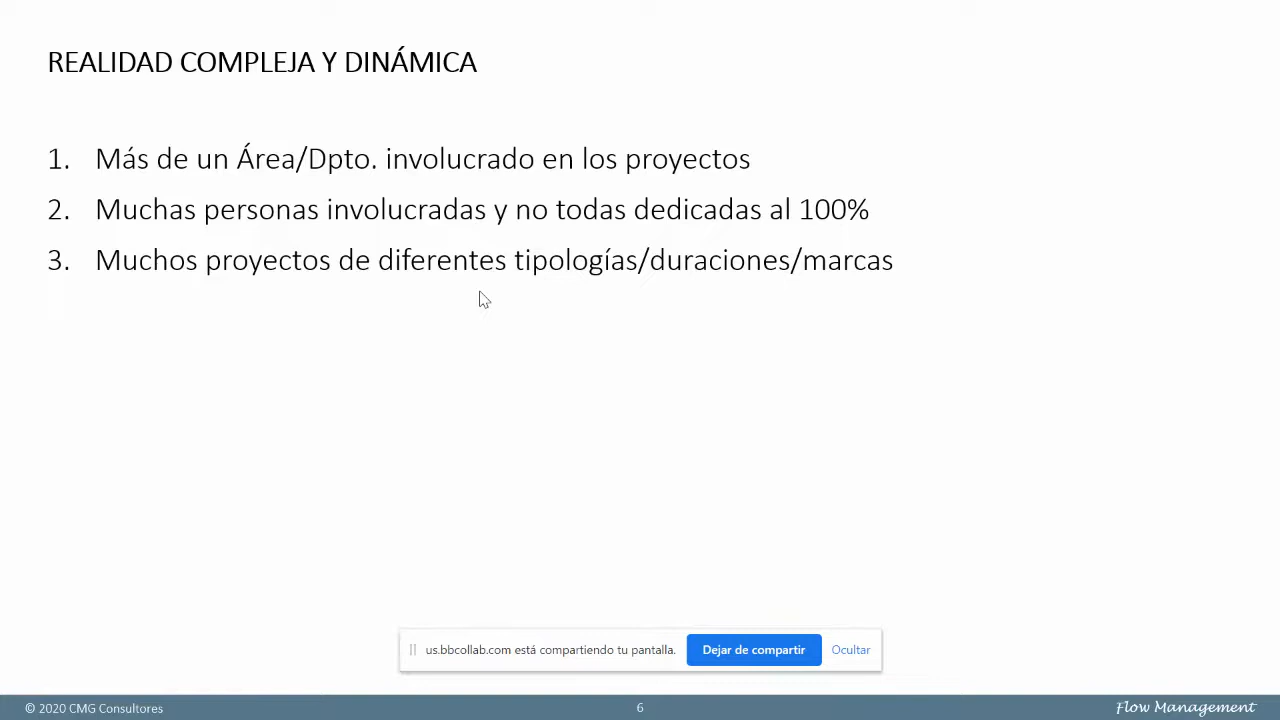 REALIDAD COMPLEJA Y DINÁMICA
1. Más de un Área/Dpto. involucrado en los proyectos
2. Muchas personas involucradas y no todas dedicadas al 100%
3. Muchos proyectos de diferentes tipologías/duraciones/marcas
us.bbcollab.com está compartiendo tu pantalla. Dejar de compartir Ocultar
© 2020 CMG Consultores 6 Flow Management